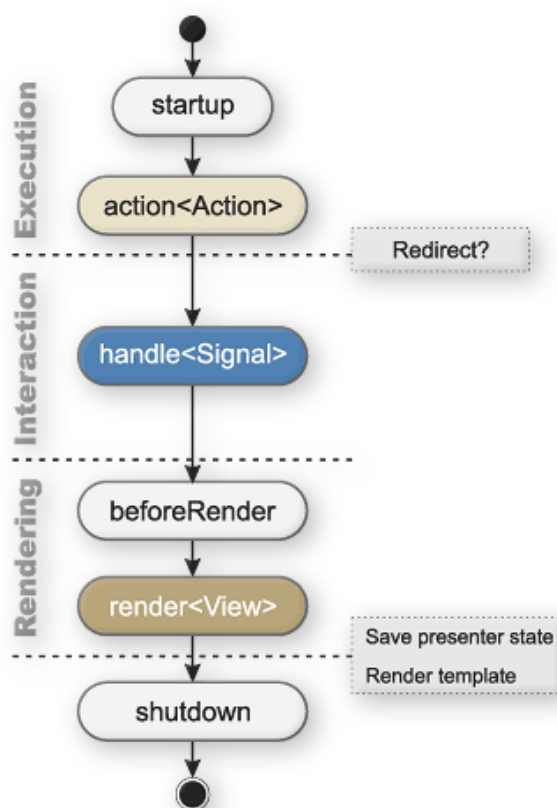 Execution
startup
action<Action>
Redirect?
Interaction
handle<Signal>
Rendering
beforeRender
render<View>
Save presenter state
Render template
shutdown